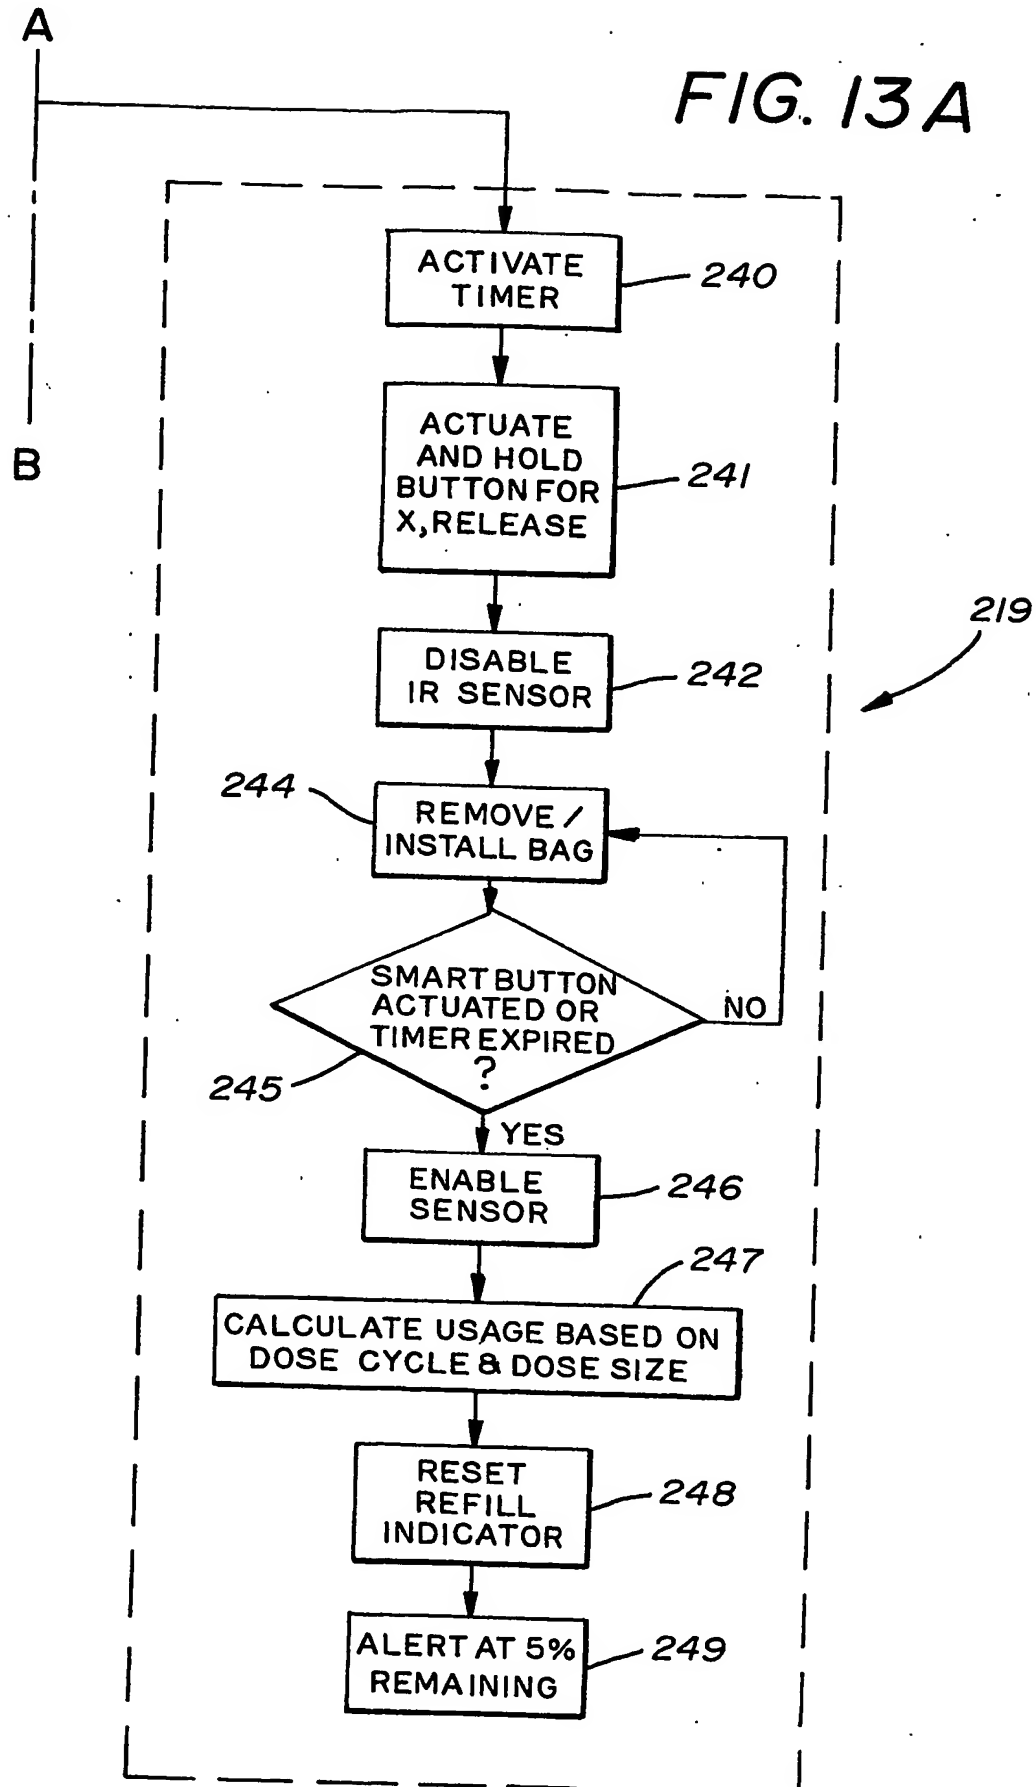 A
FIG. 13A
B
ACTIVATE
TIMER
240
ACTUATE
AND HOLD
BUTTON FOR
X, RELEASE
241
219
DISABLE
IR SENSOR
242
244
REMOVE /
INSTALL BAG
SMART BUTTON
ACTUATED OR
TIMER EXPIRED
?
NO
245
YES
ENABLE
SENSOR
246
247
CALCULATE USAGE BASED ON
DOSE CYCLE & DOSE SIZE
RESET
REFILL
INDICATOR
248
ALERT AT 5%
REMAINING
249